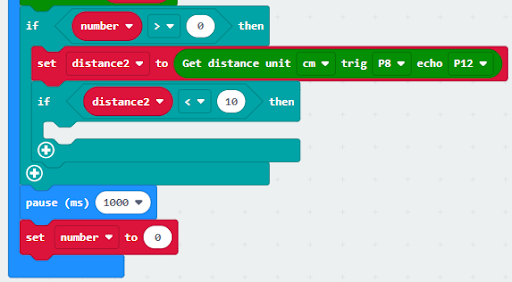 if number > 0 then
set distance2 to Get distance unit cm trig P8 echo P12
if distance2 < 10 then
pause (ms) 1000
set number to 0